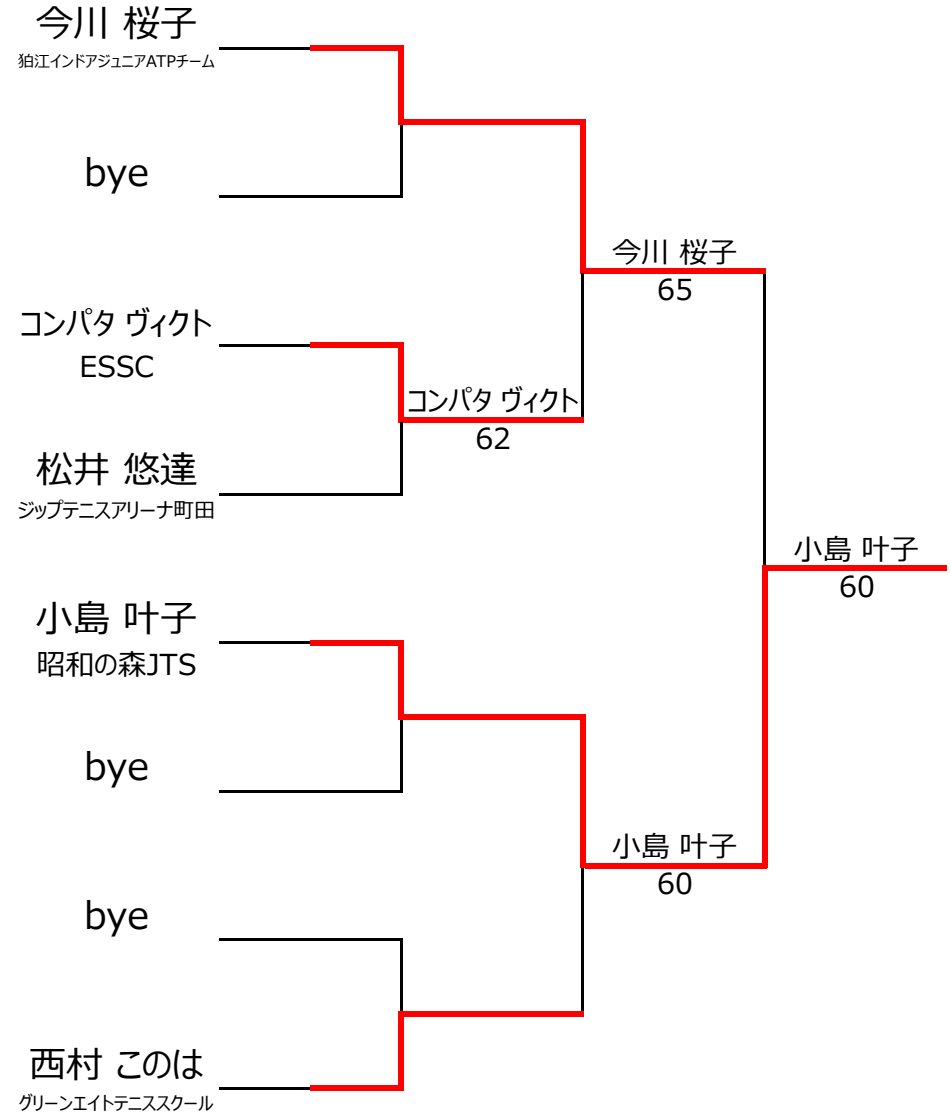 今川 桜子
狛江インドアジュニアATPチーム
bye
今川 桜子
65
コンパタ ヴィクト
ESSC
コンパタ ヴィクト
62
松井 悠達
ジップテニスアリーナ町田
小島 叶子
60
小島 叶子
昭和の森JTS
bye
小島 叶子
60
bye
西村 このは
グリーンエイトテニススクール